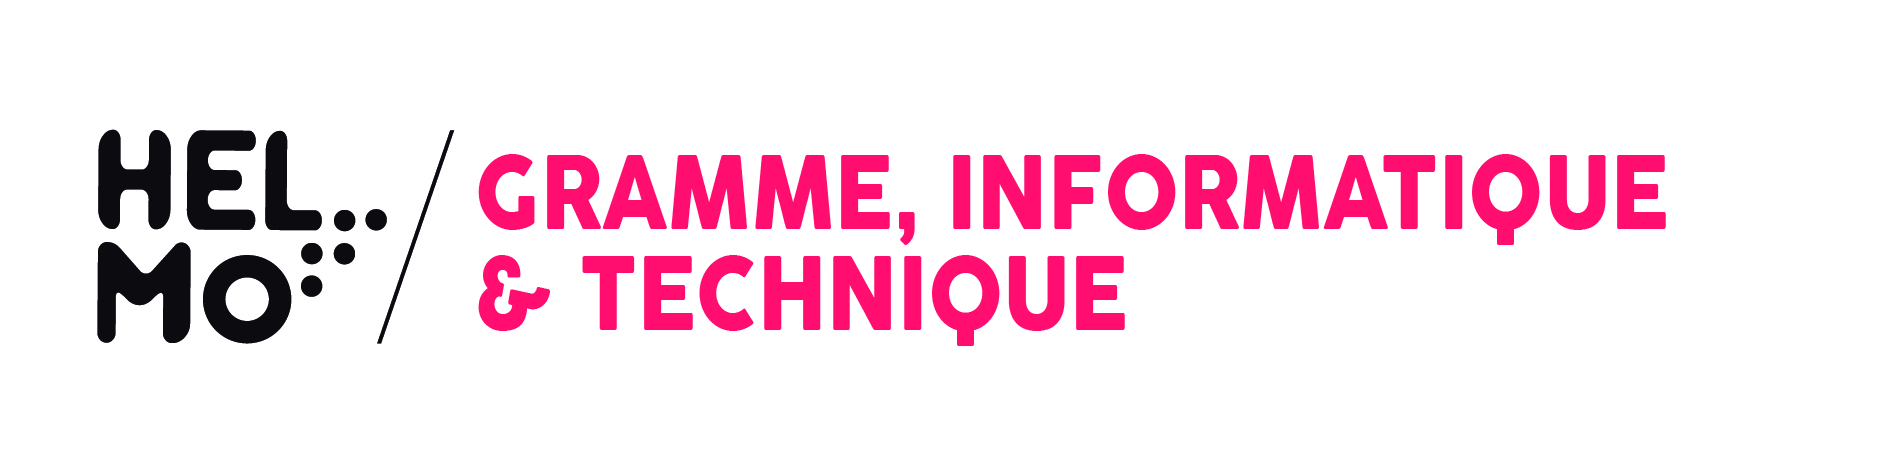 HEL
MO
GRAMME, INFORMATIQUE
& TECHNIQUE